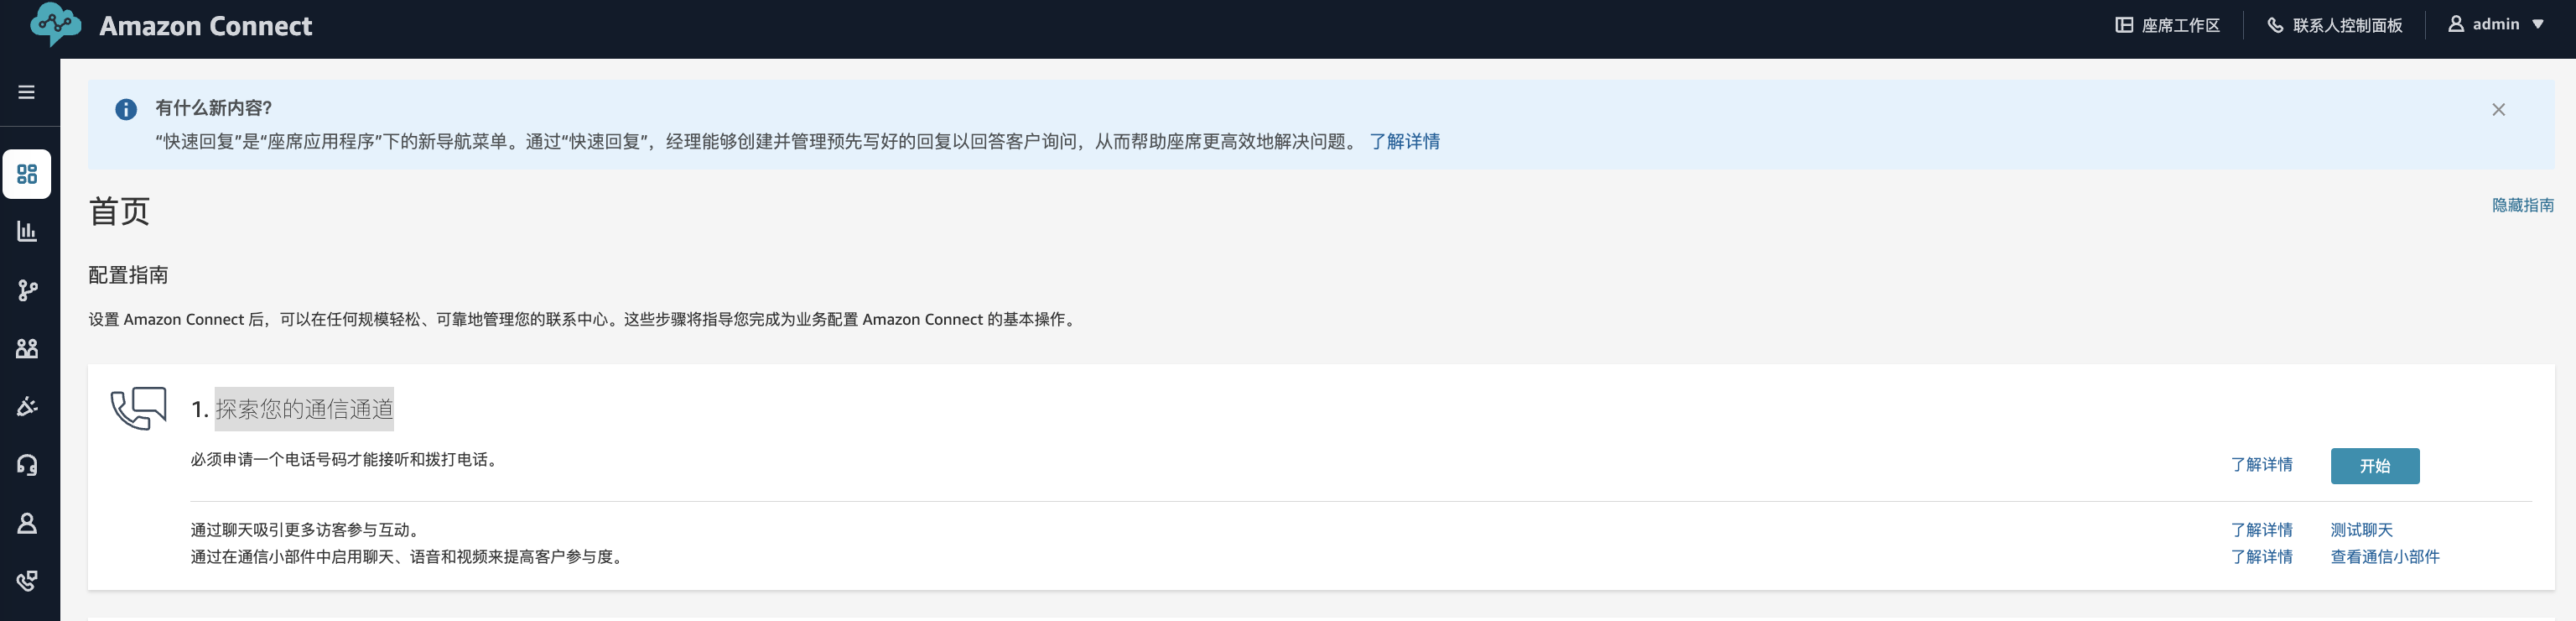 Amazon Connect
座席工作区
联系人控制面板
admin
有什么新内容?
“快速回复”是“座席应用程序”下的新导航菜单。通过“快速回复”，经理能够创建并管理预先写好的回复以回答客户询问，从而帮助座席更高效地解决问题。 了解详情
首页
隐藏指南
配置指南
设置 Amazon Connect 后，可以在任何规模轻松、可靠地管理您的联系中心。这些步骤将指导您完成为业务配置 Amazon Connect 的基本操作。
1. 探索您的通信通道
必须申请一个电话号码才能接听和拨打电话。
了解详情
开始
通过聊天吸引更多访客参与互动。
了解详情
测试聊天
通过在通信小部件中启用聊天、语音和视频来提高客户参与度。
了解详情
查看通信小部件